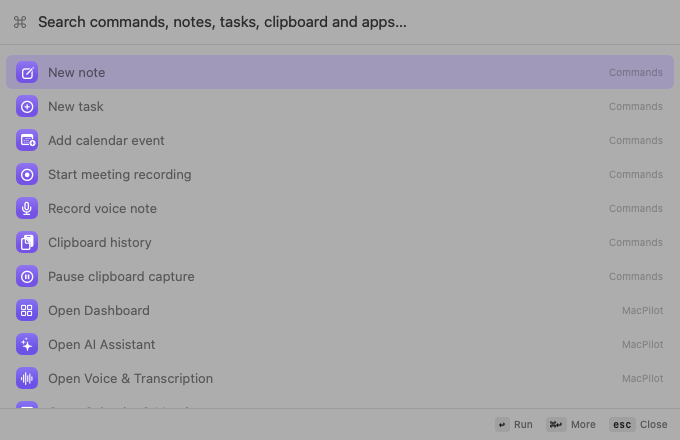 ⌘ Search commands, notes, tasks, clipboard and apps...
New note Commands
New task Commands
Add calendar event Commands
Start meeting recording Commands
Record voice note Commands
Clipboard history Commands
Pause clipboard capture Commands
Open Dashboard MacPilot
Open AI Assistant MacPilot
Open Voice & Transcription MacPilot
↩ Run ⌘↩ More esc Close